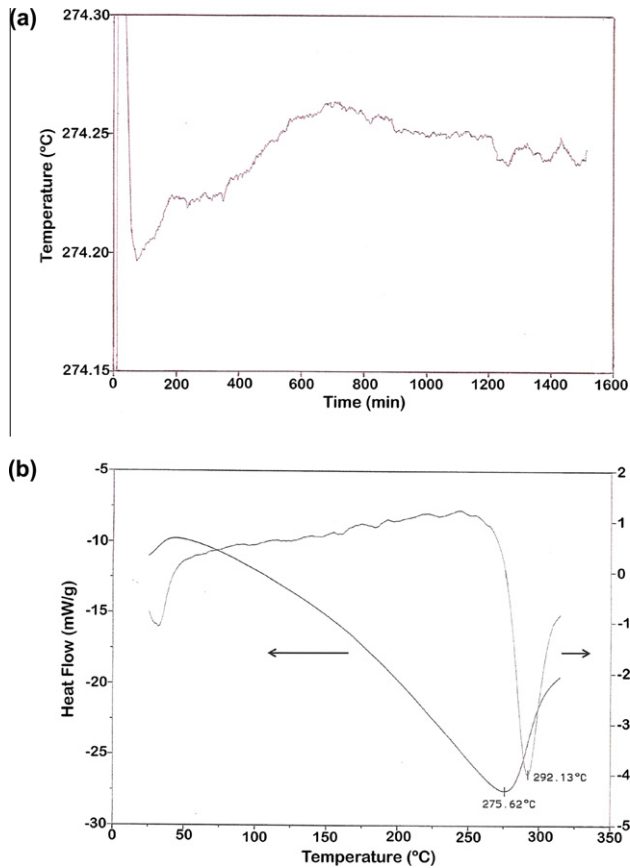 (a)
274.30
274.25
274.20
274.15
Temperature (ºC)
0 200 400 600 800 1000 1200 1400 1600
Time (min)
(b)
-5
-10
-15
-20
-25
-30
Heat Flow (mW/g)
2
1
0
-1
-2
-3
-4
-5
292.13°C
275.62°C
0 50 100 150 200 250 300 350
Temperature (ºC)